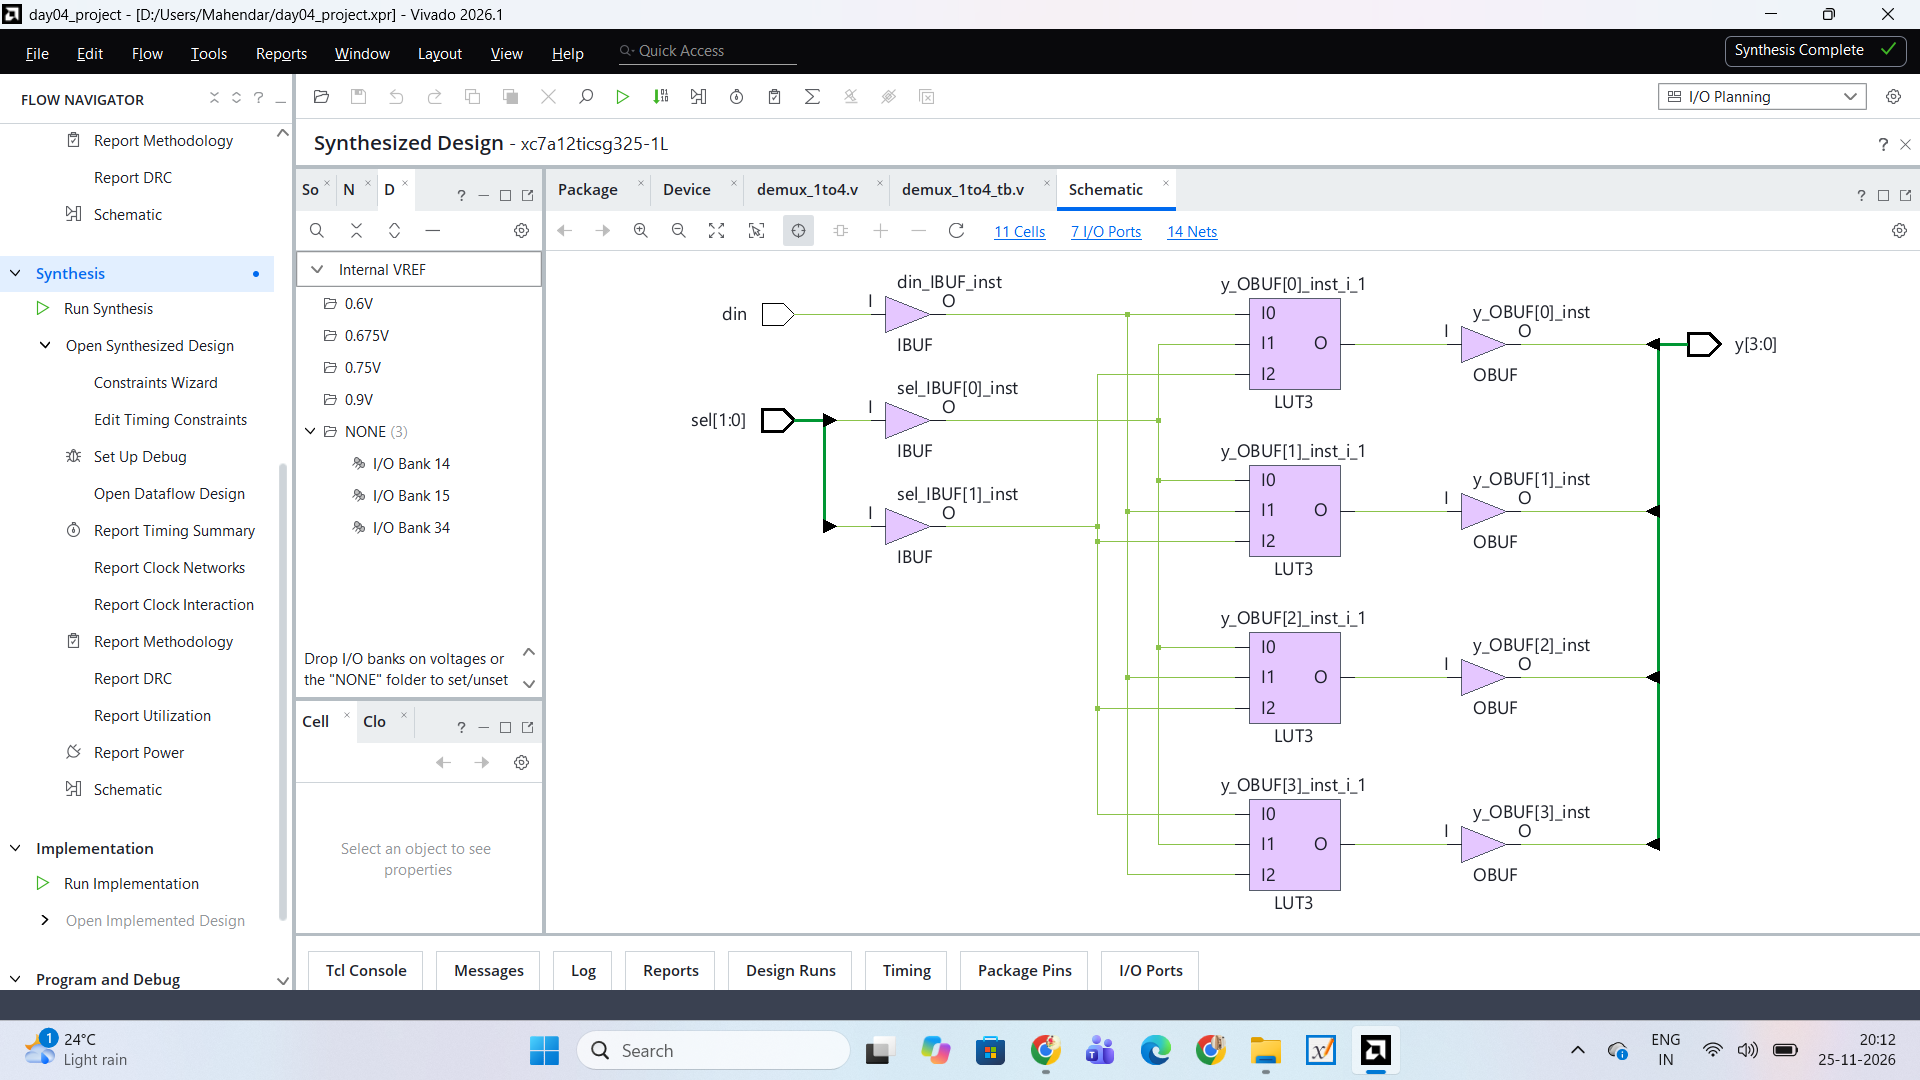 day04_project - [D:/Users/Mahendar/day04_project.xpr] - Vivado 2026.1
File Edit Flow Tools Reports Window Layout View Help Quick Access Synthesis Complete
FLOW NAVIGATOR ? I/O Planning
Report Methodology
Report DRC
Schematic
Synthesis
Run Synthesis
Open Synthesized Design
Constraints Wizard
Edit Timing Constraints
Set Up Debug
Open Dataflow Design
Report Timing Summary
Report Clock Networks
Report Clock Interaction
Report Methodology
Report DRC
Report Utilization
Report Power
Schematic
Implementation
Run Implementation
Open Implemented Design
Program and Debug
Synthesized Design - xc7a12ticsg325-1L ?
So N D ?
Internal VREF
0.6V
0.675V
0.75V
0.9V
NONE (3)
I/O Bank 14
I/O Bank 15
I/O Bank 34
Drop I/O banks on voltages or
the "NONE" folder to set/unset
Cell Clo ?
Select an object to see
properties
Package Device demux_1to4.v demux_1to4_tb.v Schematic ?
11 Cells 7 I/O Ports 14 Nets
din
din_IBUF_inst
I O
IBUF
sel[1:0]
sel_IBUF[0]_inst
I O
IBUF
sel_IBUF[1]_inst
I O
IBUF
y_OBUF[0]_inst_i_1
I0
I1 O
I2
LUT3
y_OBUF[0]_inst
I O
OBUF
y[3:0]
y_OBUF[1]_inst_i_1
I0
I1 O
I2
LUT3
y_OBUF[1]_inst
I O
OBUF
y_OBUF[2]_inst_i_1
I0
I1 O
I2
LUT3
y_OBUF[2]_inst
I O
OBUF
y_OBUF[3]_inst_i_1
I0
I1 O
I2
LUT3
y_OBUF[3]_inst
I O
OBUF
Tcl Console Messages Log Reports Design Runs Timing Package Pins I/O Ports
1
24°C
Light rain
Search
ENG
IN
20:12
25-11-2026